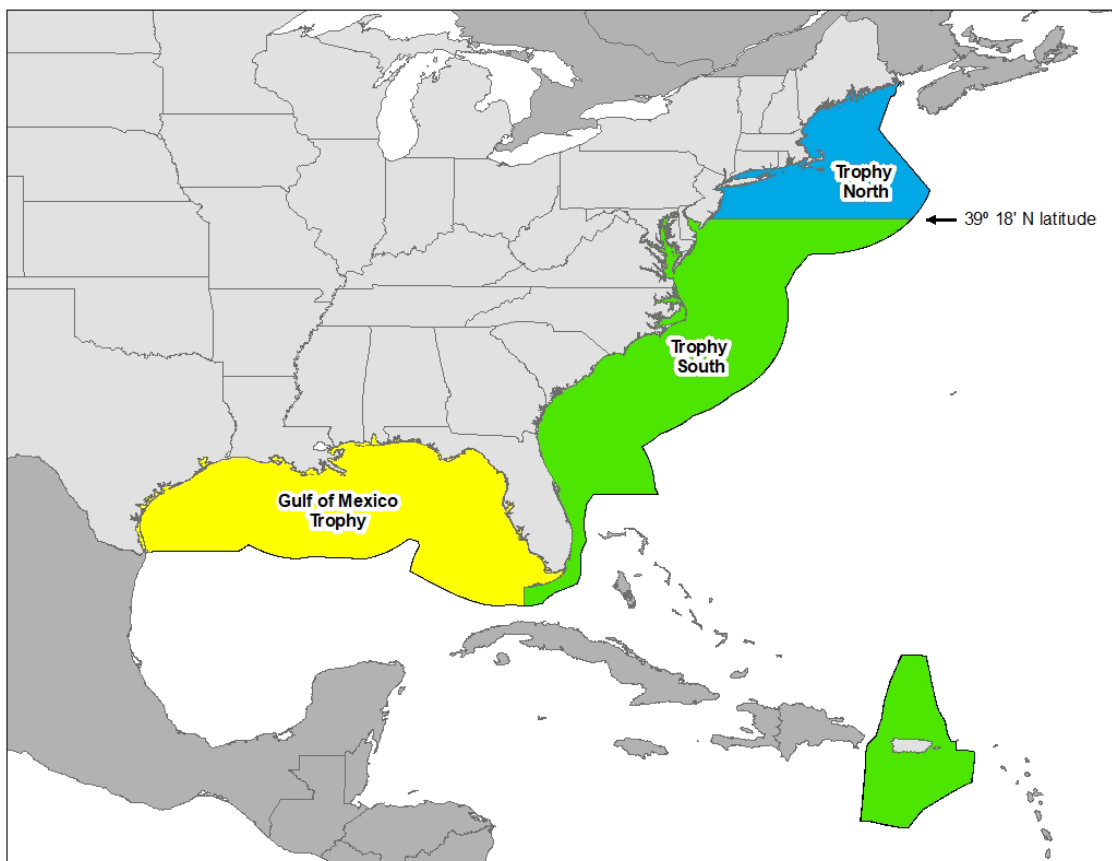 Trophy
North
39º 18' N latitude
Trophy
South
Gulf of Mexico
Trophy